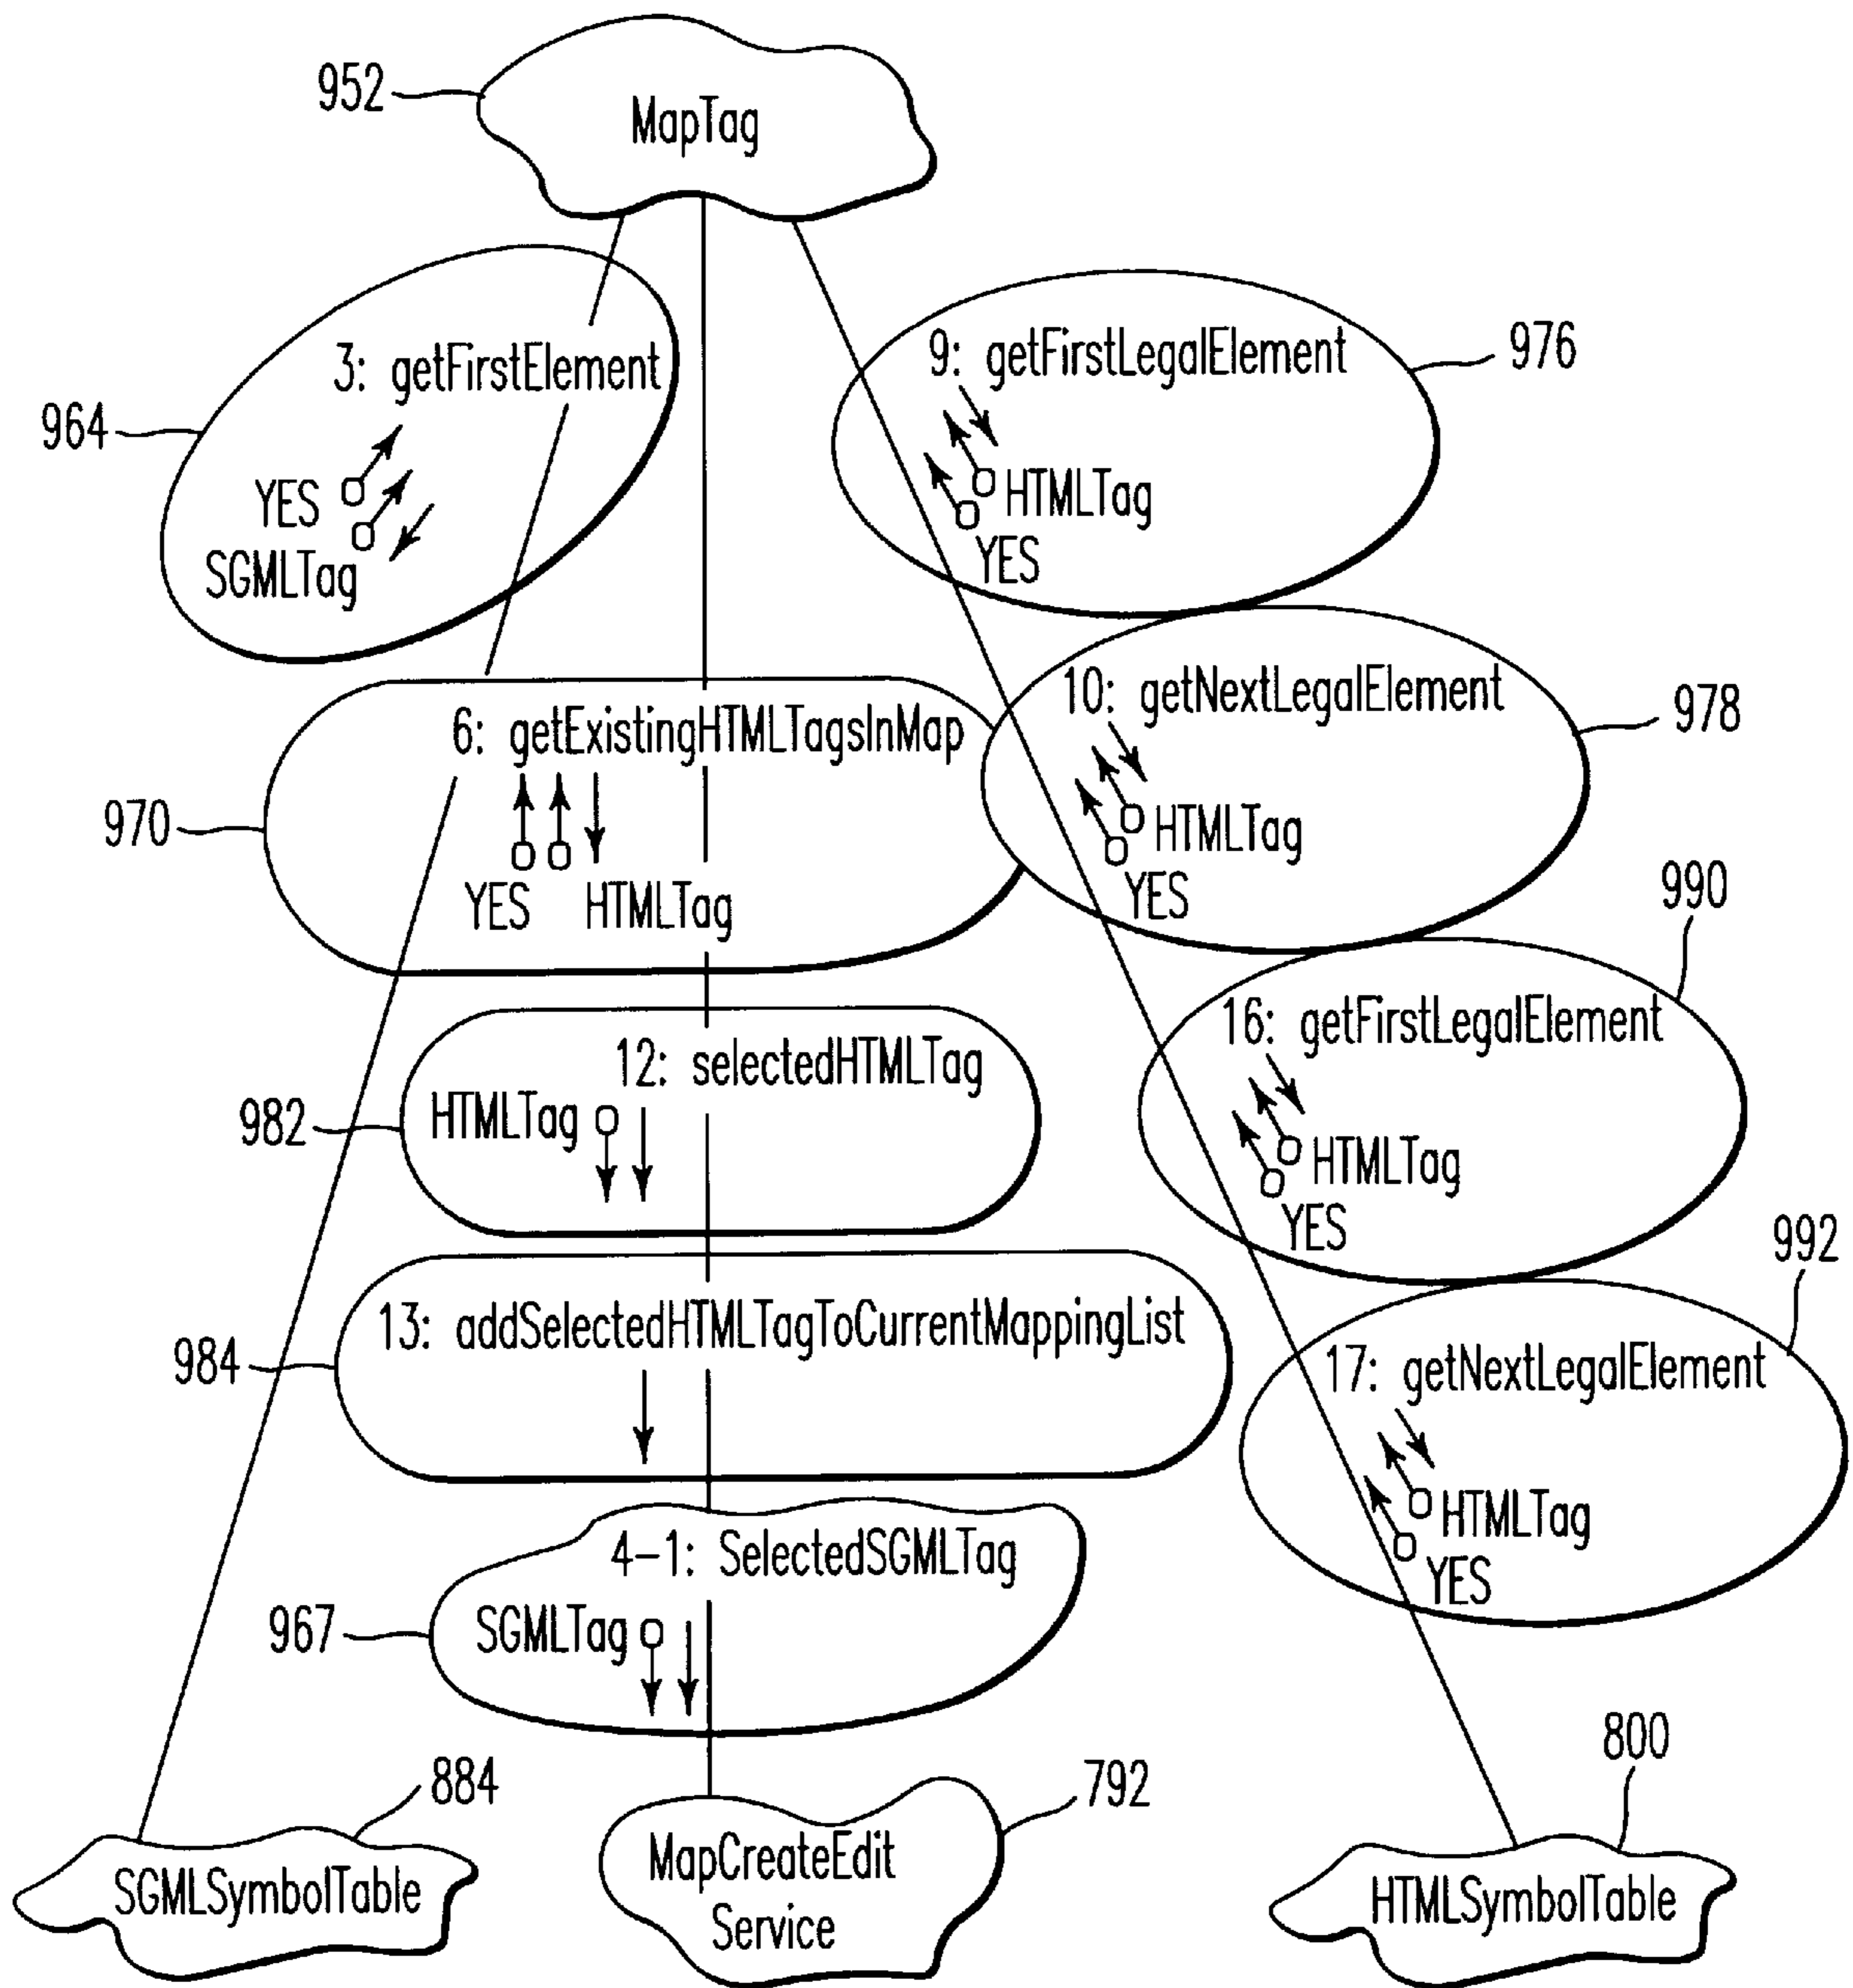 952
MapTag
3: getFirstElement
964
YES
SGMLTag
9: getFirstLegalElement
976
HTMLTag
YES
10: getNextLegalElement
978
HTMLTag
YES
6: getExistingHTMLTagsInMap
970
YES
HTMLTag
990
16: getFirstLegalElement
HTMLTag
YES
12: selectedHTMLTag
982
HTMLTag
992
13: addSelectedHTMLTagToCurrentMappingList
984
17: getNextLegalElement
HTMLTag
YES
4-1: SelectedSGMLTag
967
SGMLTag
884
SGMLSymbolTable
792
MapCreateEdit
Service
800
HTMLSymbolTable